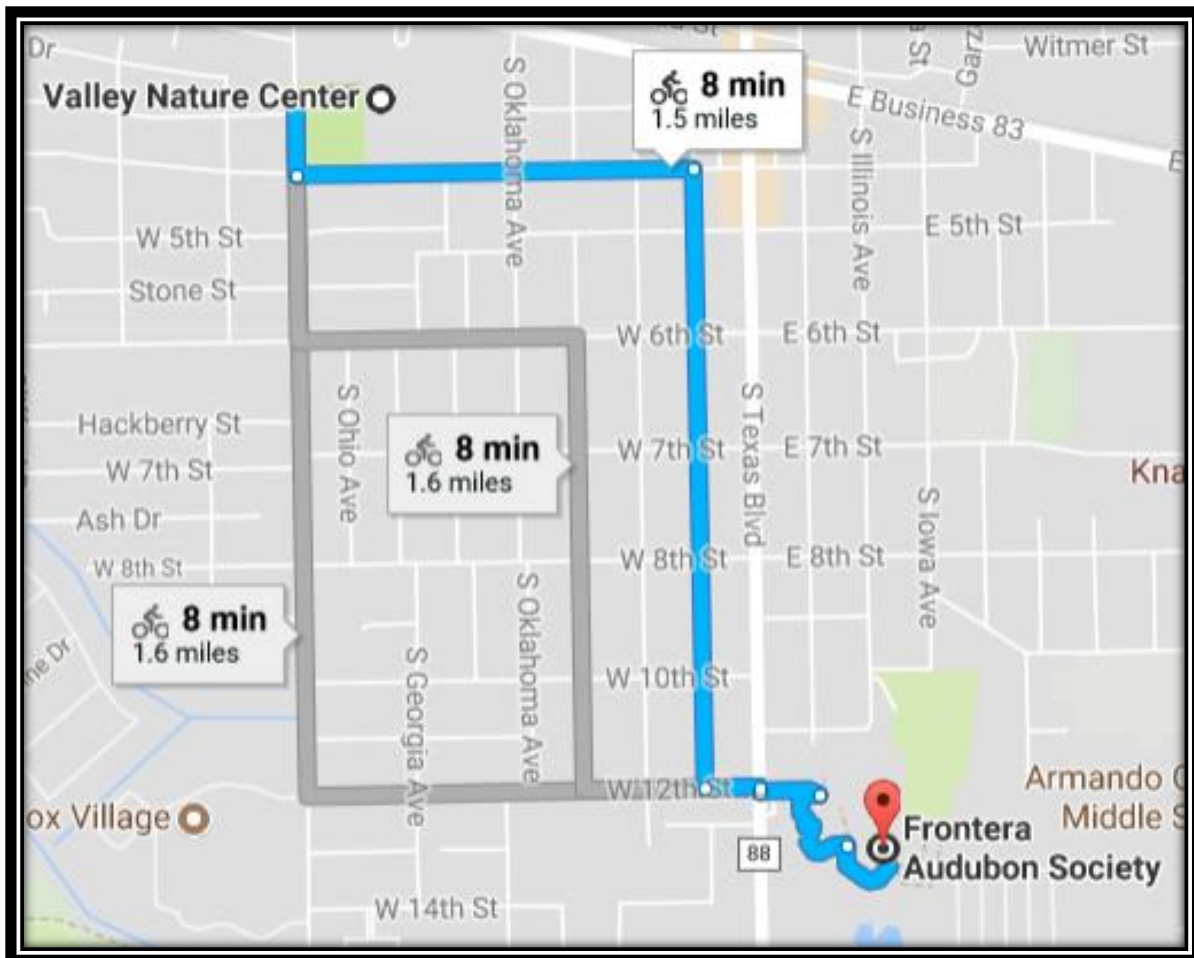 Dr
Witmer St
Valley Nature Center
S Oklahoma Ave
8 min
1.5 miles
E Business 83
S Illinois Ave
W 5th St
E 5th St
Stone St
W 6th St
E 6th St
S Ohio Ave
Hackberry St
8 min
1.6 miles
W 7th St
S Texas Blvd
E 7th St
W 7th St
Ash Dr
S Iowa Ave
W 8th St
E 8th St
W 8th St
8 min
1.6 miles
S Georgia Ave
S Oklahoma Ave
W 10th St
W 12th St
Armando
Middle
ox Village
88
Frontera
Audubon Society
W 14th St